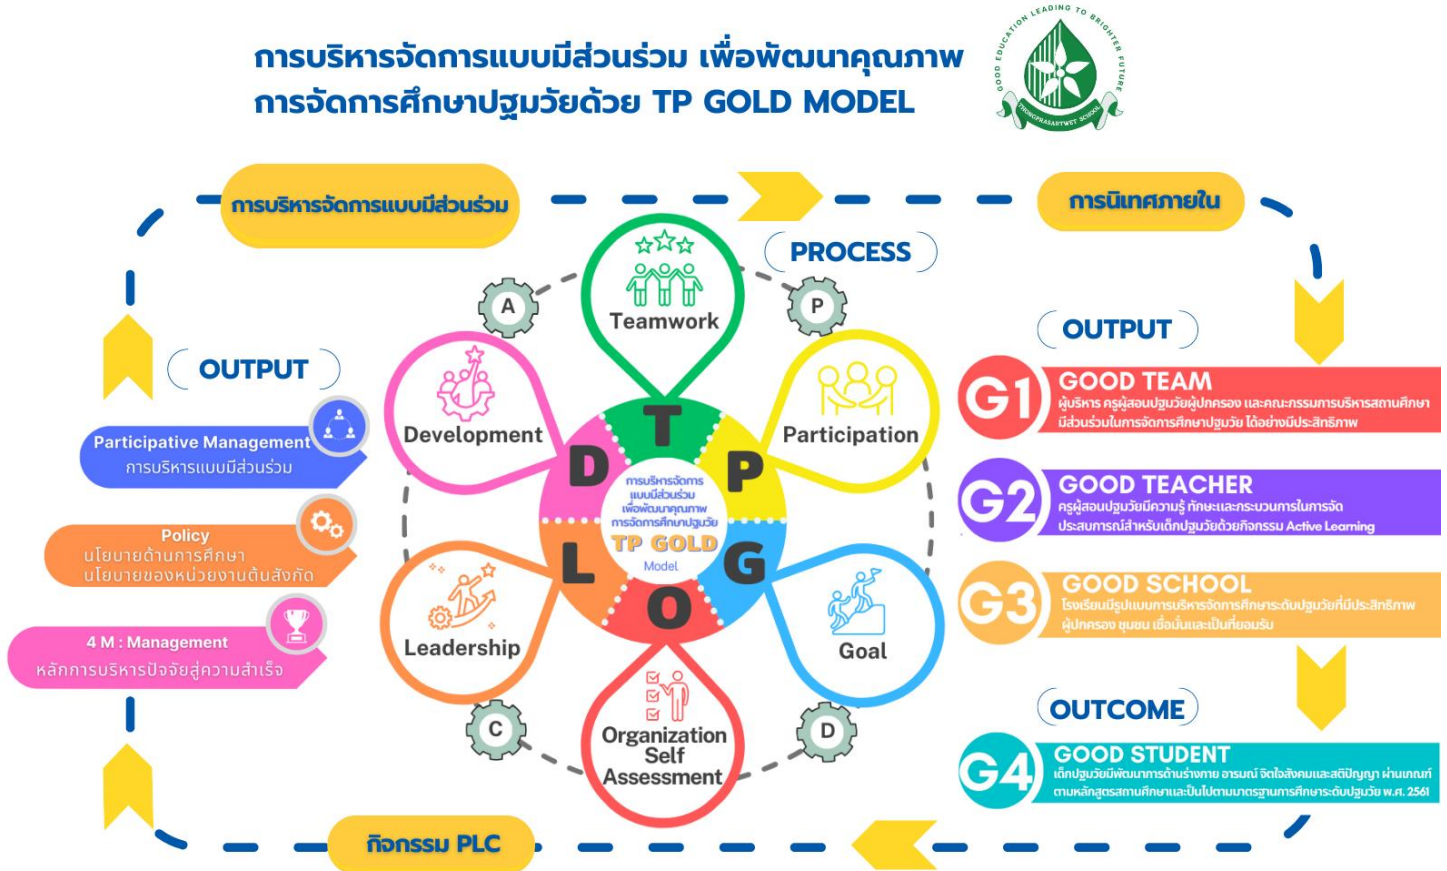 การบริหารจัดการแบบมีส่วนร่วม เพื่อพัฒนาคุณภาพ
การจัดการศึกษาปฐมวัยด้วย TP GOLD MODEL
GOOD EDUCATION LEADING TO BRIGHTER FUTURE
THONGPRASARTWET SCHOOL
การบริหารจัดการแบบมีส่วนร่วม
การนิเทศภายใน
PROCESS
OUTPUT
Participative Management
การบริหารแบบมีส่วนร่วม
Policy
นโยบายด้านการศึกษา
นโยบายของหน่วยงานต้นสังกัด
4 M : Management
หลักการบริหารปัจจัยสู่ความสำเร็จ
A
P
D
C
Teamwork
Participation
Goal
Organization
Self
Assessment
Leadership
Development
T
P
G
O
L
D
การบริหารจัดการ
แบบมีส่วนร่วม
เพื่อพัฒนาคุณภาพ
การจัดการศึกษาปฐมวัย
TP GOLD
Model
OUTPUT
G1
GOOD TEAM
ผู้บริหาร ครูผู้สอนปฐมวัยผู้ปกครอง และคณะกรรมการบริหารสถานศึกษา
มีส่วนร่วมในการจัดการศึกษาปฐมวัย ได้อย่างมีประสิทธิภาพ
G2
GOOD TEACHER
ครูผู้สอนปฐมวัยมีความรู้ ทักษะและกระบวนการในการจัด
ประสบการณ์สำหรับเด็กปฐมวัยด้วยกิจกรรม Active Learning
G3
GOOD SCHOOL
โรงเรียนมีรูปแบบการบริหารจัดการศึกษาระดับปฐมวัยที่มีประสิทธิภาพ
ผู้ปกครอง ชุมชน เชื่อมั่นและเป็นที่ยอมรับ
OUTCOME
G4
GOOD STUDENT
เด็กปฐมวัยมีพัฒนาการด้านร่างกาย อารมณ์ จิตใจสังคมและสติปัญญา ผ่านเกณฑ์
ตามหลักสูตรสถานศึกษาและป็นไปตามมาตรฐานการศึกษาระดับปฐมวัย พ.ศ. 2561
กิจกรรม PLC